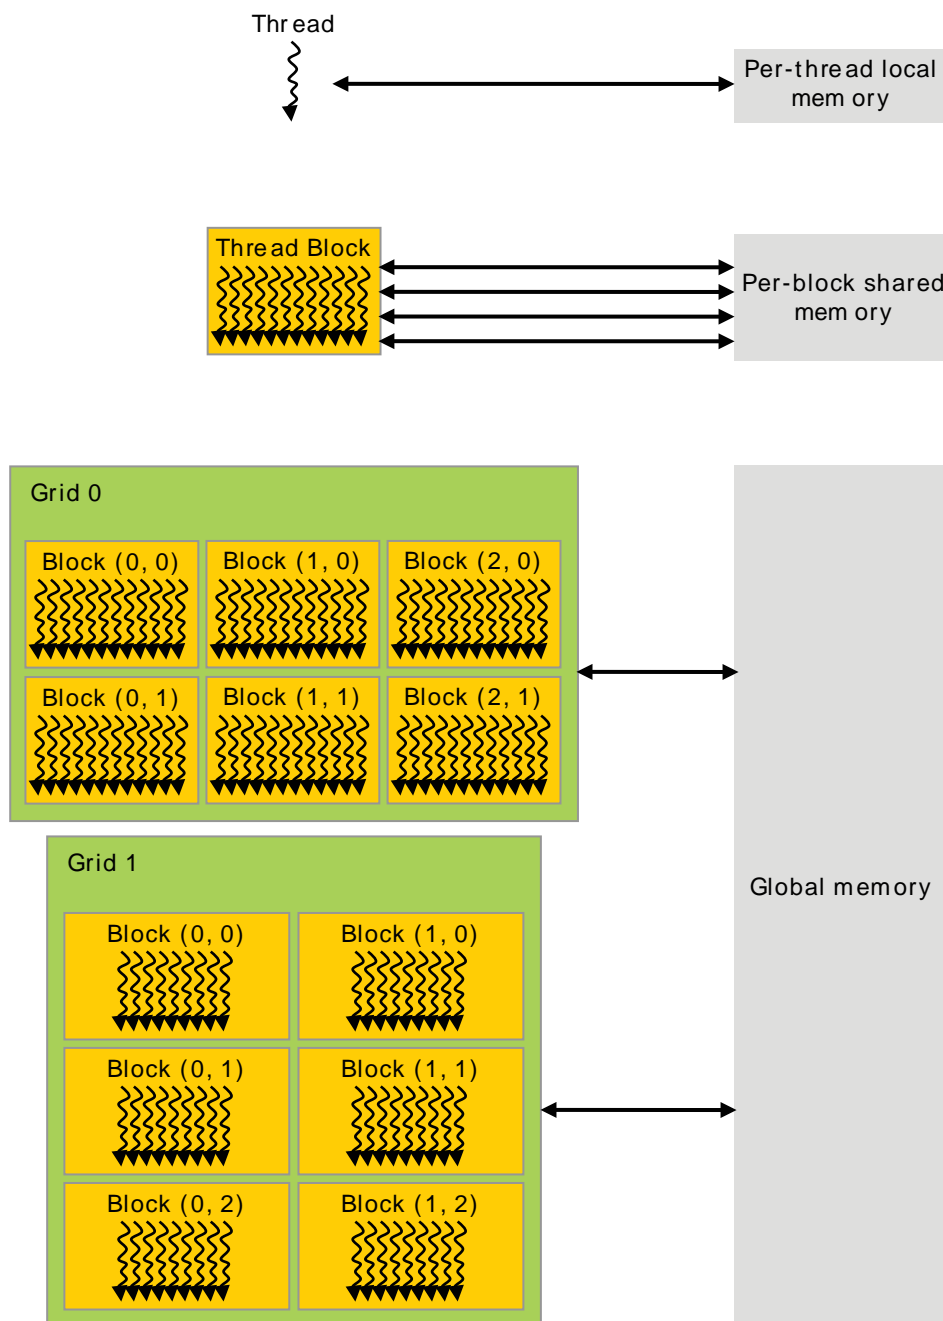 Thread
Per-thread local
memory
Thread Block
Per-block shared
memory
Grid 0
Block (0, 0)
Block (1, 0)
Block (2, 0)
Block (0, 1)
Block (1, 1)
Block (2, 1)
Grid 1
Global memory
Block (0, 0)
Block (1, 0)
Block (0, 1)
Block (1, 1)
Block (0, 2)
Block (1, 2)